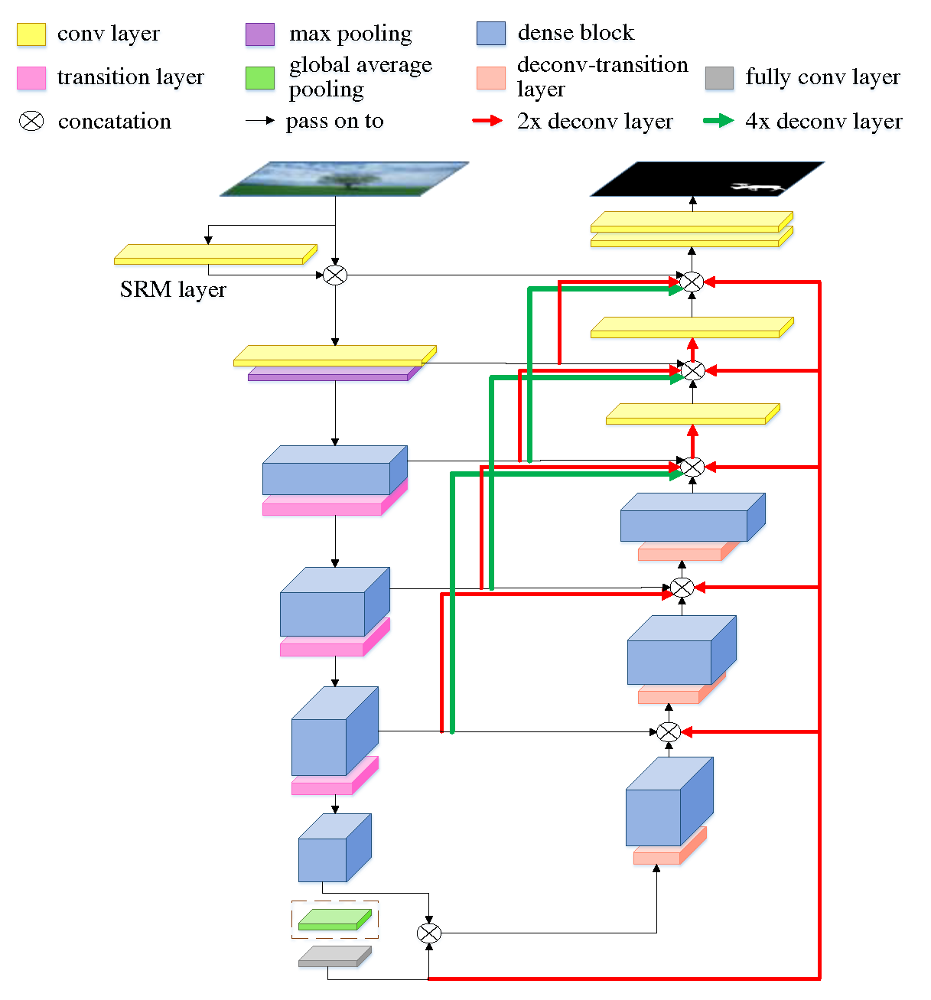 conv layer
max pooling
dense block
transition layer
global average
pooling
deconv-transition
layer
fully conv layer
concatation
pass on to
2x deconv layer
4x deconv layer
SRM layer